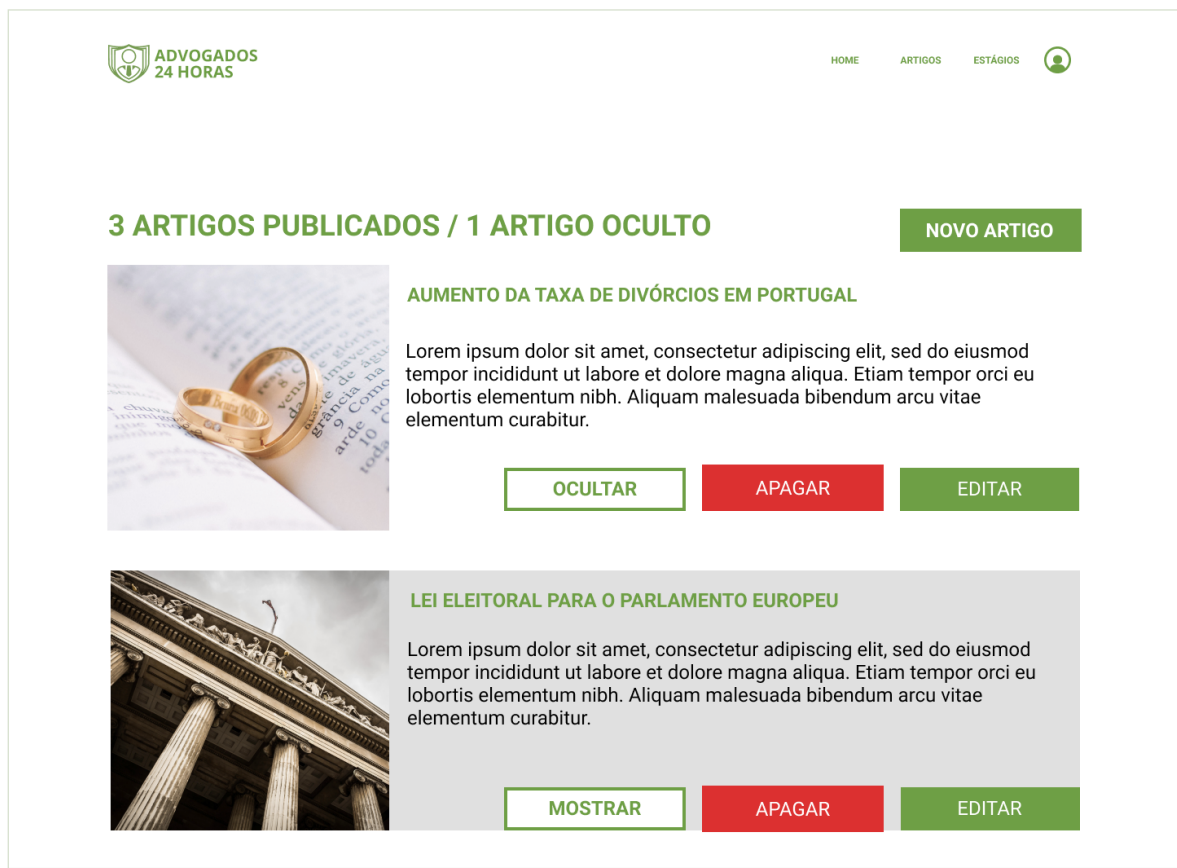 ADVOGADOS
24 HORAS
HOME
ARTIGOS
ESTÁGIOS
3 ARTIGOS PUBLICADOS / 1 ARTIGO OCULTO
NOVO ARTIGO
AUMENTO DA TAXA DE DIVÓRCIOS EM PORTUGAL
Lorem ipsum dolor sit amet, consectetur adipiscing elit, sed do eiusmod
tempor incididunt ut labore et dolore magna aliqua. Etiam tempor orci eu
lobortis elementum nibh. Aliquam malesuada bibendum arcu vitae
elementum curabitur.
OCULTAR
APAGAR
EDITAR
LEI ELEITORAL PARA O PARLAMENTO EUROPEU
Lorem ipsum dolor sit amet, consectetur adipiscing elit, sed do eiusmod
tempor incididunt ut labore et dolore magna aliqua. Etiam tempor orci eu
lobortis elementum nibh. Aliquam malesuada bibendum arcu vitae
elementum curabitur.
MOSTRAR
APAGAR
EDITAR